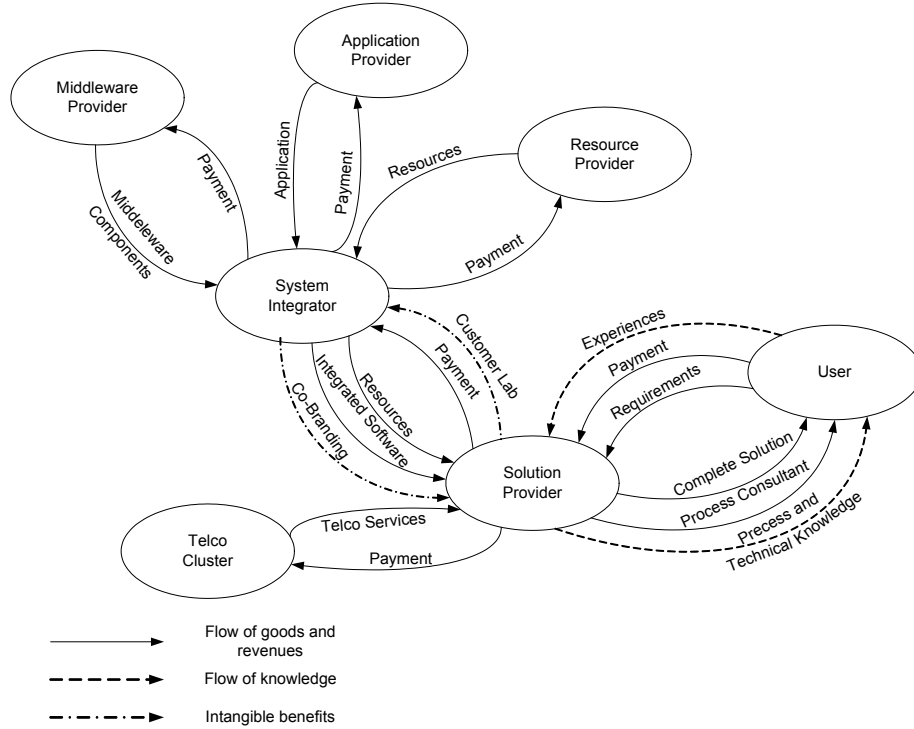 Application
Provider
Middleware
Provider
Resource
Provider
Payment
Application
Payment
Resources
Middeleware
Components
Payment
System
Integrator
Customer Lab
Payment
Experiences
Payment
Requirements
User
Integrated Software
Resources
Co-Branding
Solution
Provider
Complete Solution
Process Consultant
Precess and
Technical Knowledge
Telco Services
Telco
Cluster
Payment
Flow of goods and
revenues
Flow of knowledge
Intangible benefits